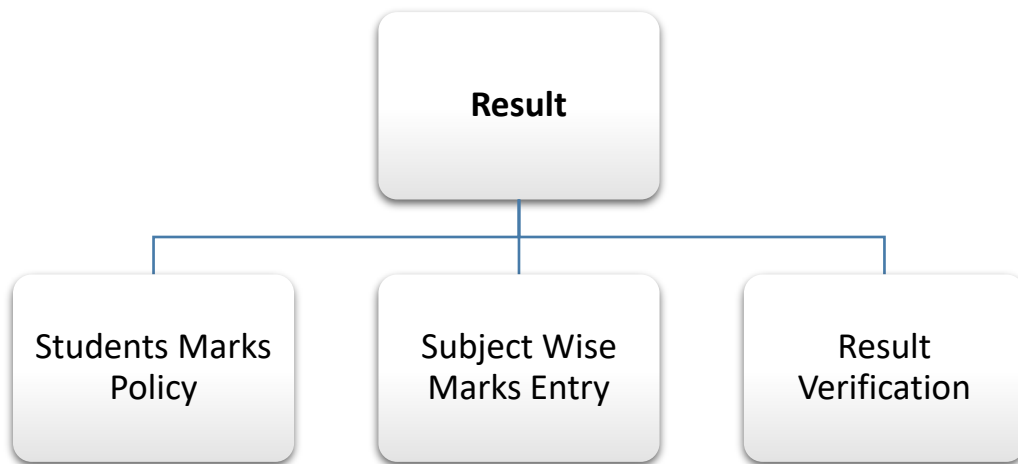 Result
Students Marks
Policy
Subject Wise
Marks Entry
Result
Verification